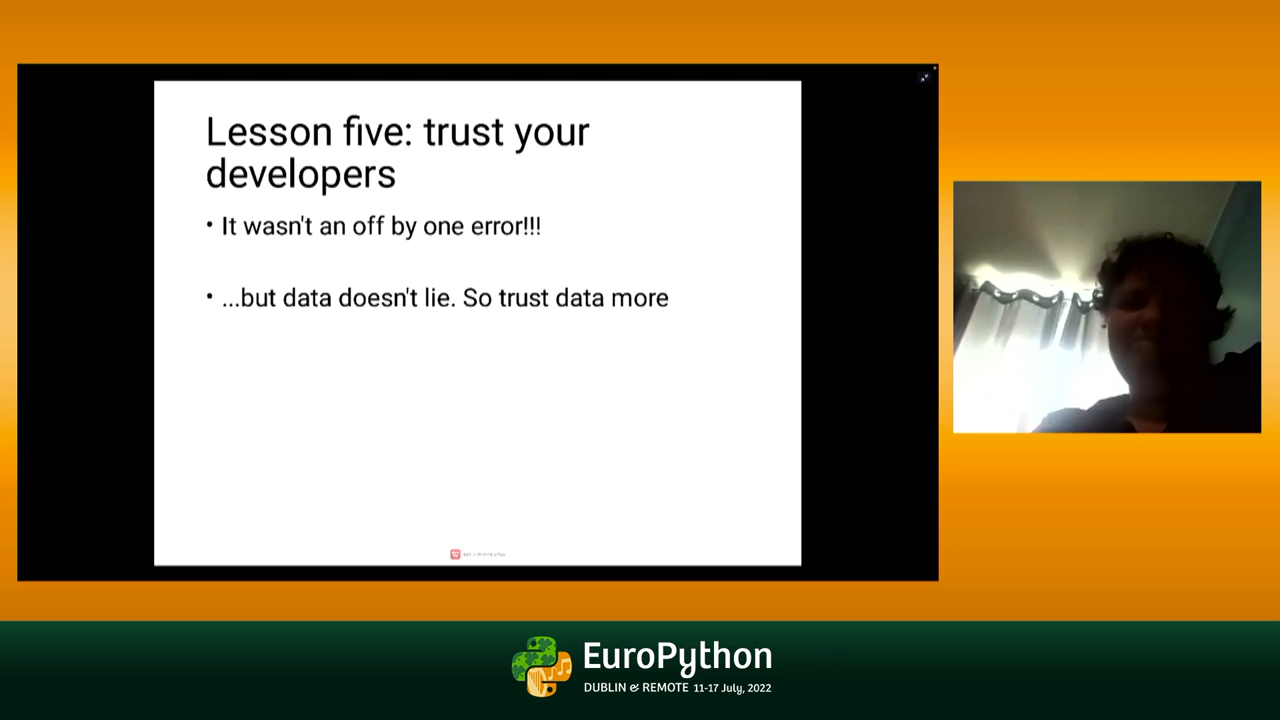 Lesson five: trust your
developers
• It wasn't an off by one error!!!
• ...but data doesn't lie. So trust data more
EuroPython
DUBLIN & REMOTE 11-17 July, 2022